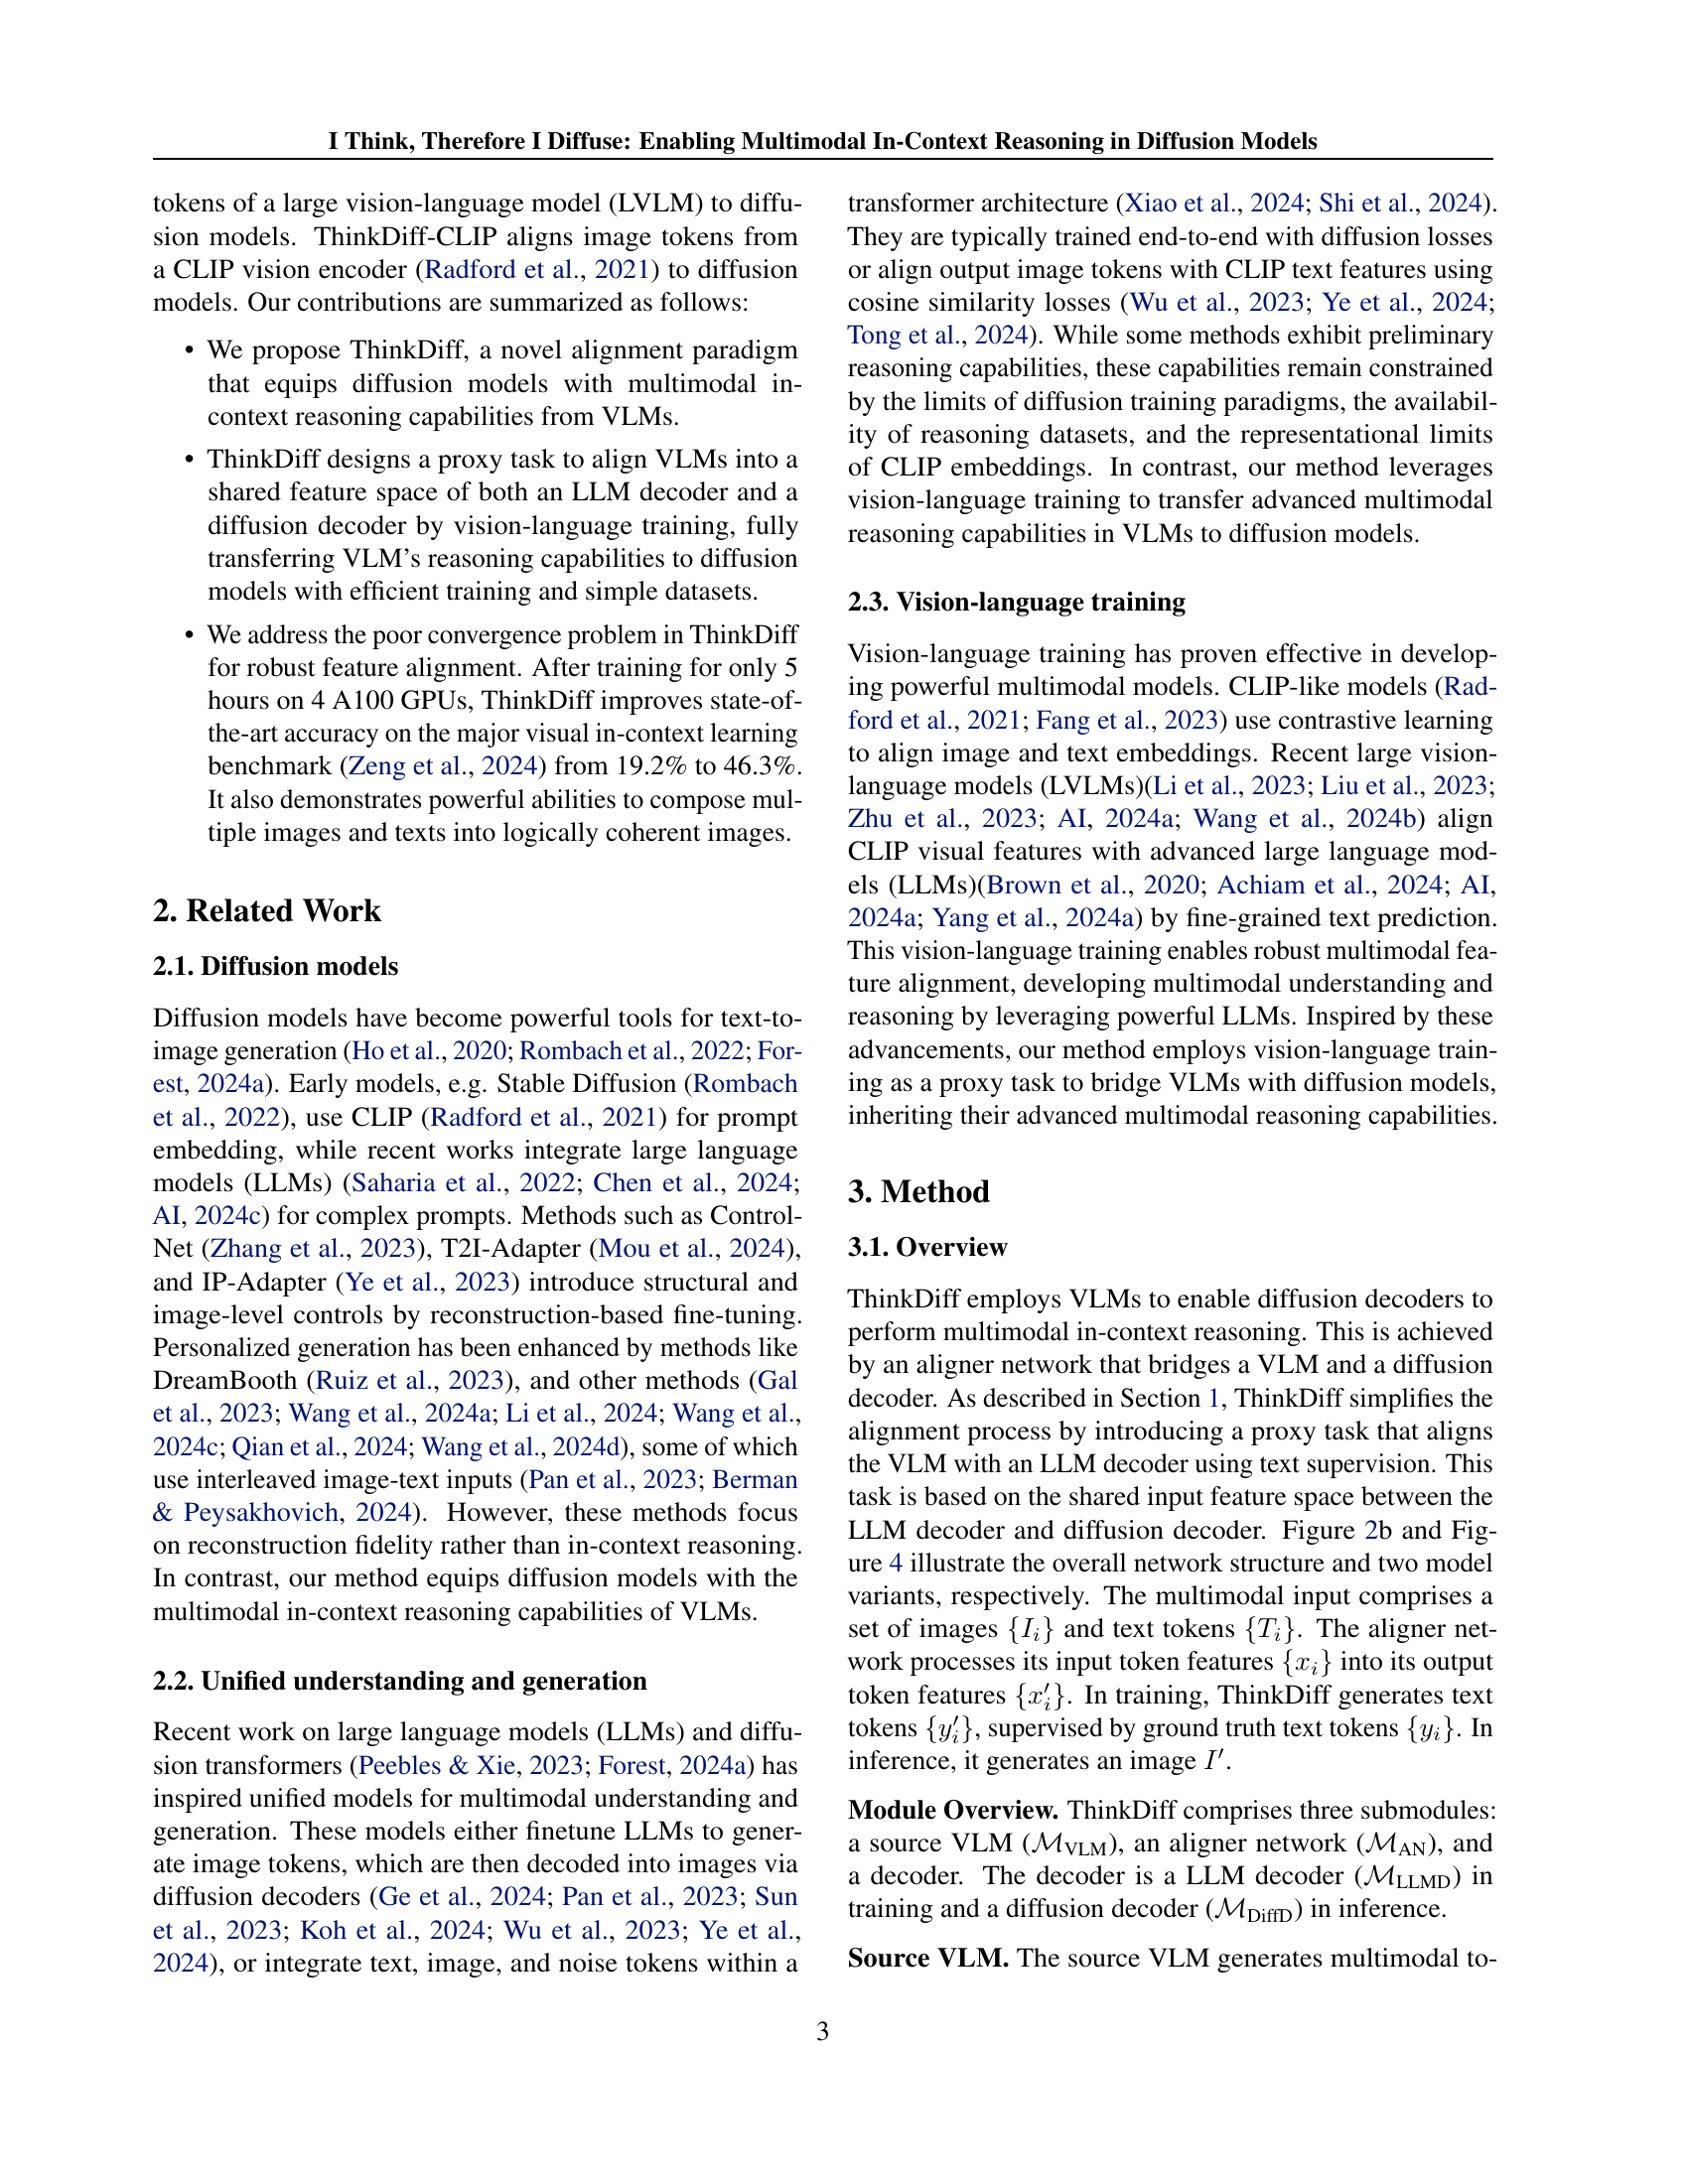 I Think, Therefore I Diffuse: Enabling Multimodal In-Context Reasoning in Diffusion Models
tokens of a large vision-language model (LVLM) to diffu-
sion models. ThinkDiff-CLIP aligns image tokens from
a CLIP vision encoder (Radford et al., 2021) to diffusion
models. Our contributions are summarized as follows:
• We propose ThinkDiff, a novel alignment paradigm
that equips diffusion models with multimodal in-
context reasoning capabilities from VLMs.
• ThinkDiff designs a proxy task to align VLMs into a
shared feature space of both an LLM decoder and a
diffusion decoder by vision-language training, fully
transferring VLM's reasoning capabilities to diffusion
models with efficient training and simple datasets.
• We address the poor convergence problem in ThinkDiff
for robust feature alignment. After training for only 5
hours on 4 A100 GPUs, ThinkDiff improves state-of-
the-art accuracy on the major visual in-context learning
benchmark (Zeng et al., 2024) from 19.2% to 46.3%.
It also demonstrates powerful abilities to compose mul-
tiple images and texts into logically coherent images.
2. Related Work
2.1. Diffusion models
Diffusion models have become powerful tools for text-to-
image generation (Ho et al., 2020; Rombach et al., 2022; For-
est, 2024a). Early models, e.g. Stable Diffusion (Rombach
et al., 2022), use CLIP (Radford et al., 2021) for prompt
embedding, while recent works integrate large language
models (LLMs) (Saharia et al., 2022; Chen et al., 2024;
AI, 2024c) for complex prompts. Methods such as Control-
Net (Zhang et al., 2023), T2I-Adapter (Mou et al., 2024),
and IP-Adapter (Ye et al., 2023) introduce structural and
image-level controls by reconstruction-based fine-tuning.
Personalized generation has been enhanced by methods like
DreamBooth (Ruiz et al., 2023), and other methods (Gal
et al., 2023; Wang et al., 2024a; Li et al., 2024; Wang et al.,
2024c; Qian et al., 2024; Wang et al., 2024d), some of which
use interleaved image-text inputs (Pan et al., 2023; Berman
& Peysakhovich, 2024). However, these methods focus
on reconstruction fidelity rather than in-context reasoning.
In contrast, our method equips diffusion models with the
multimodal in-context reasoning capabilities of VLMs.
2.2. Unified understanding and generation
Recent work on large language models (LLMs) and diffu-
sion transformers (Peebles & Xie, 2023; Forest, 2024a) has
inspired unified models for multimodal understanding and
generation. These models either finetune LLMs to gener-
ate image tokens, which are then decoded into images via
diffusion decoders (Ge et al., 2024; Pan et al., 2023; Sun
et al., 2023; Koh et al., 2024; Wu et al., 2023; Ye et al.,
2024), or integrate text, image, and noise tokens within a
transformer architecture (Xiao et al., 2024; Shi et al., 2024).
They are typically trained end-to-end with diffusion losses
or align output image tokens with CLIP text features using
cosine similarity losses (Wu et al., 2023; Ye et al., 2024;
Tong et al., 2024). While some methods exhibit preliminary
reasoning capabilities, these capabilities remain constrained
by the limits of diffusion training paradigms, the availabil-
ity of reasoning datasets, and the representational limits
of CLIP embeddings. In contrast, our method leverages
vision-language training to transfer advanced multimodal
reasoning capabilities in VLMs to diffusion models.
2.3. Vision-language training
Vision-language training has proven effective in develop-
ing powerful multimodal models. CLIP-like models (Rad-
ford et al., 2021; Fang et al., 2023) use contrastive learning
to align image and text embeddings. Recent large vision-
language models (LVLMs)(Li et al., 2023; Liu et al., 2023;
Zhu et al., 2023; AI, 2024a; Wang et al., 2024b) align
CLIP visual features with advanced large language mod-
els (LLMs)(Brown et al., 2020; Achiam et al., 2024; AI,
2024a; Yang et al., 2024a) by fine-grained text prediction.
This vision-language training enables robust multimodal fea-
ture alignment, developing multimodal understanding and
reasoning by leveraging powerful LLMs. Inspired by these
advancements, our method employs vision-language train-
ing as a proxy task to bridge VLMs with diffusion models,
inheriting their advanced multimodal reasoning capabilities.
3. Method
3.1. Overview
ThinkDiff employs VLMs to enable diffusion decoders to
perform multimodal in-context reasoning. This is achieved
by an aligner network that bridges a VLM and a diffusion
decoder. As described in Section 1, ThinkDiff simplifies the
alignment process by introducing a proxy task that aligns
the VLM with an LLM decoder using text supervision. This
task is based on the shared input feature space between the
LLM decoder and diffusion decoder. Figure 2b and Fig-
ure 4 illustrate the overall network structure and two model
variants, respectively. The multimodal input comprises a
set of images {I_i} and text tokens {T_i}. The aligner net-
work processes its input token features {x_i} into its output
token features {x'_i}. In training, ThinkDiff generates text
tokens {y'_i}, supervised by ground truth text tokens {y_i}. In
inference, it generates an image I'.
Module Overview. ThinkDiff comprises three submodules:
a source VLM (M_VLM), an aligner network (M_AN), and
a decoder. The decoder is a LLM decoder (M_LLMD) in
training and a diffusion decoder (M_DiffD) in inference.
Source VLM. The source VLM generates multimodal to-
3